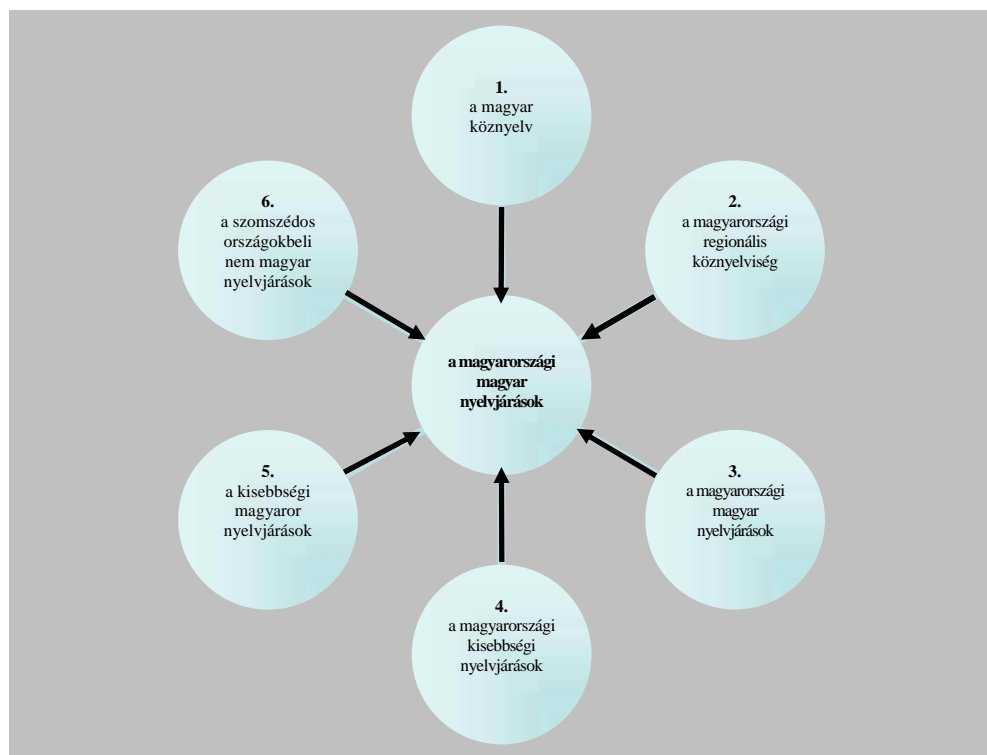 1.
a magyar
köznyelv
2.
a magyarországi
regionális
köznyelviség
3.
a magyarországi
magyar
nyelvjárások
4.
a magyarországi
kisebbségi
nyelvjárások
5.
a kisebbségi
magyaror
nyelvjárások
6.
a szomszédos
országokbeli
nem magyar
nyelvjárások
a magyarországi
magyar
nyelvjárások